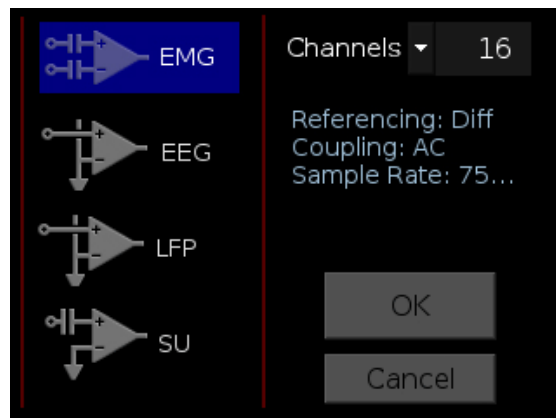 EMG
EEG
LFP
SU
Channels 16
Referencing: Diff
Coupling: AC
Sample Rate: 75...
OK
Cancel